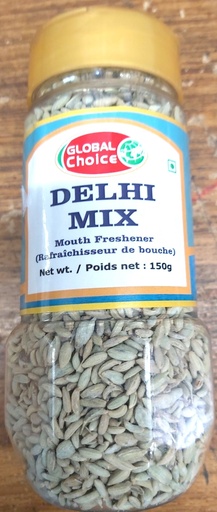 GLOBAL
Choice
DELHI
MIX
Mouth Freshener
(Rafraichisseur de bouche)
Net wt. / Poids net : 150g